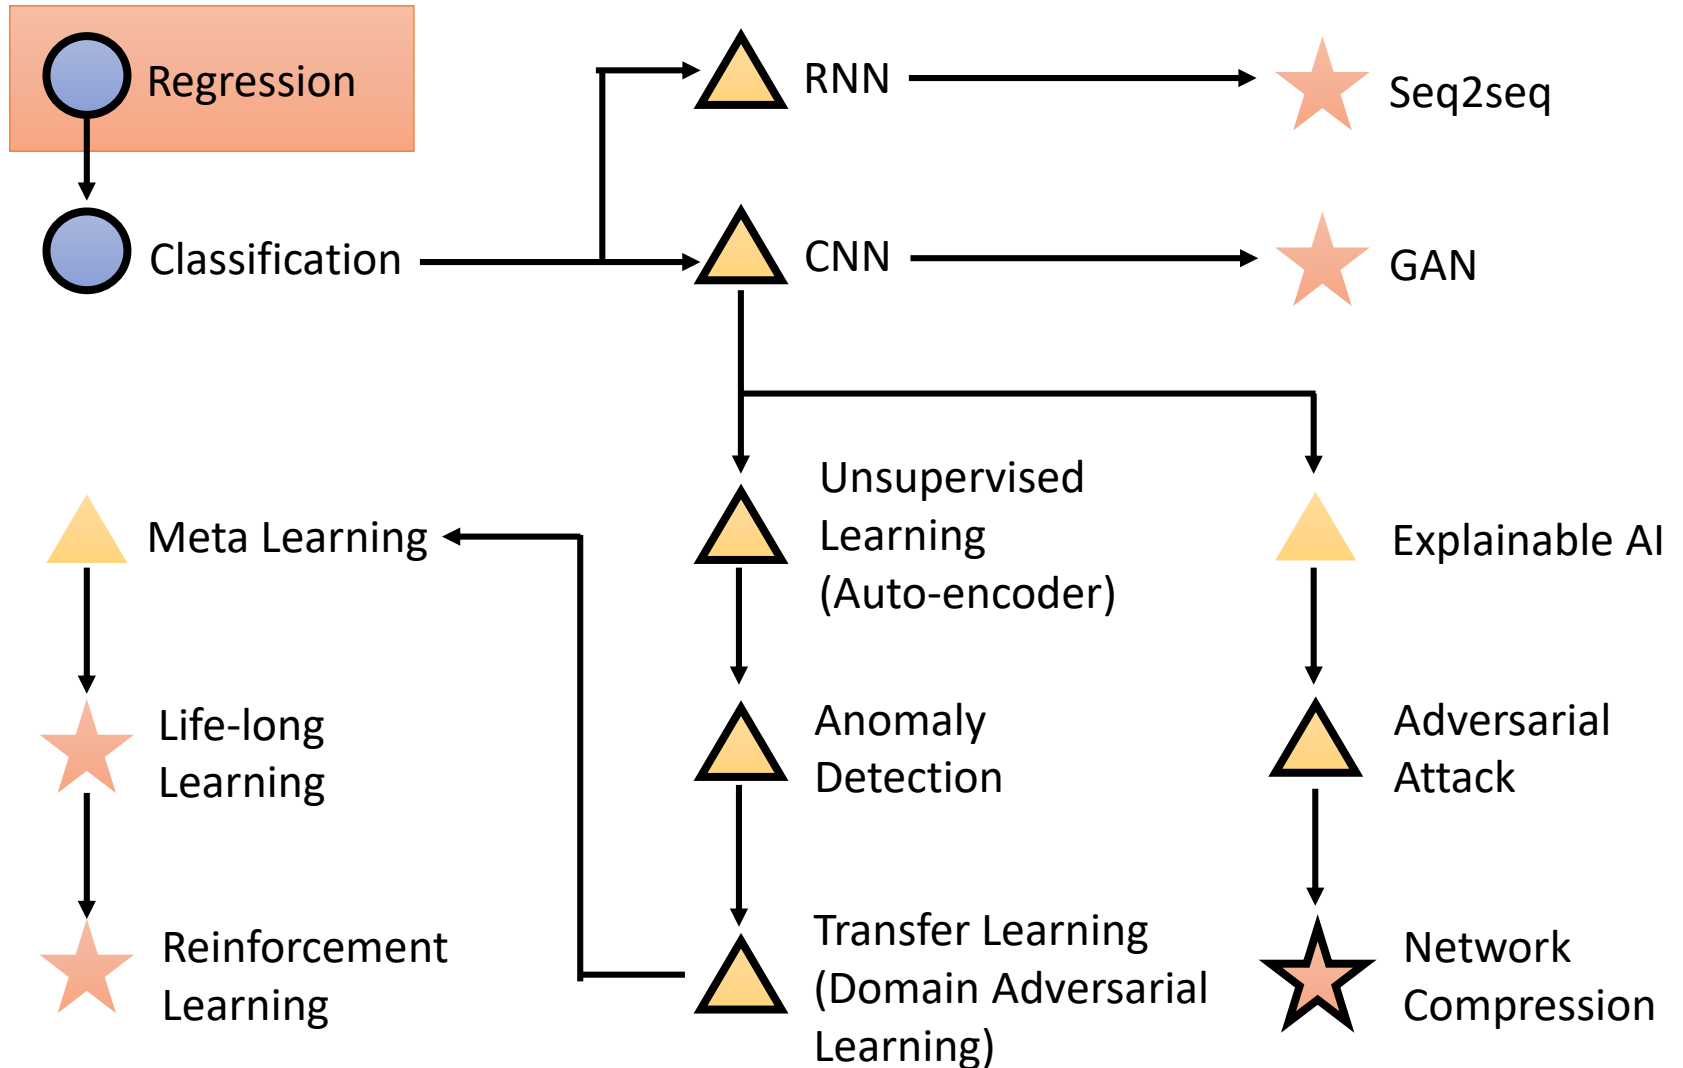 Regression
RNN
Seq2seq
Classification
CNN
GAN
Unsupervised
Learning
(Auto-encoder)
Meta Learning
Explainable AI
Life-long
Learning
Anomaly
Detection
Adversarial
Attack
Reinforcement
Learning
Transfer Learning
(Domain Adversarial
Learning)
Network
Compression